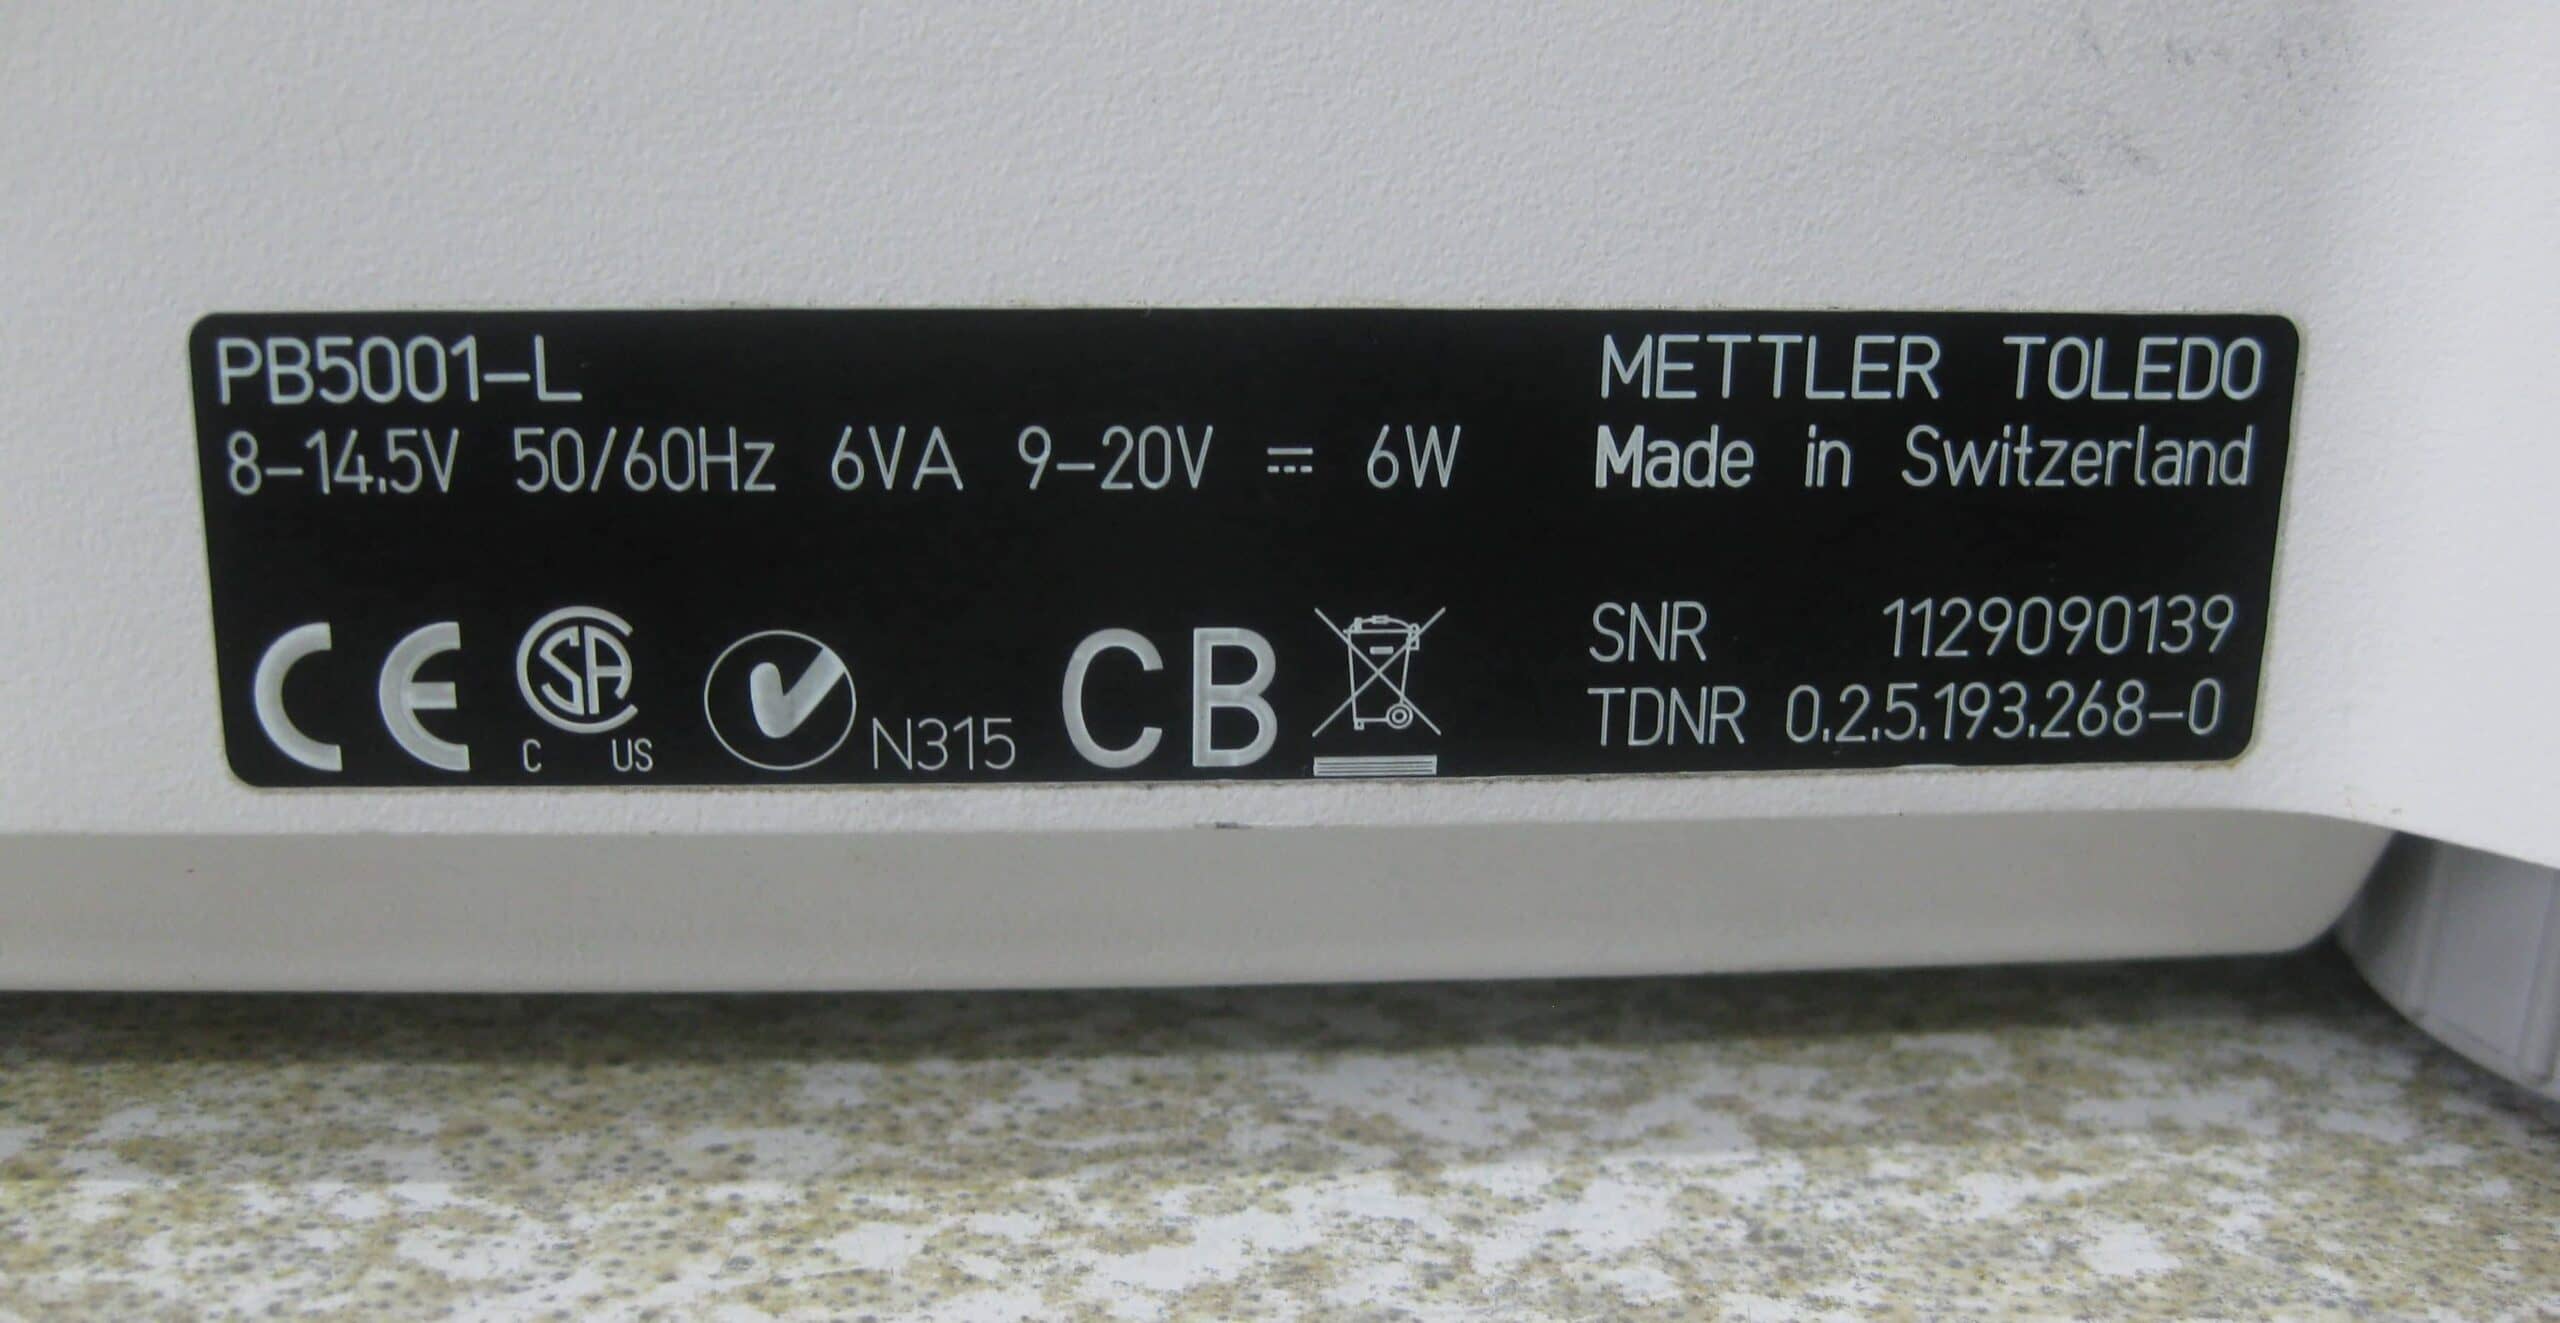 PB5001-L
METTLER TOLEDO
8-14.5V 50/60Hz 6VA 9-20V ⎓ 6W
Made in Switzerland
CE
SA
C US
N315
CB
SNR 1129090139
TDNR 0.2.5.193.268-0